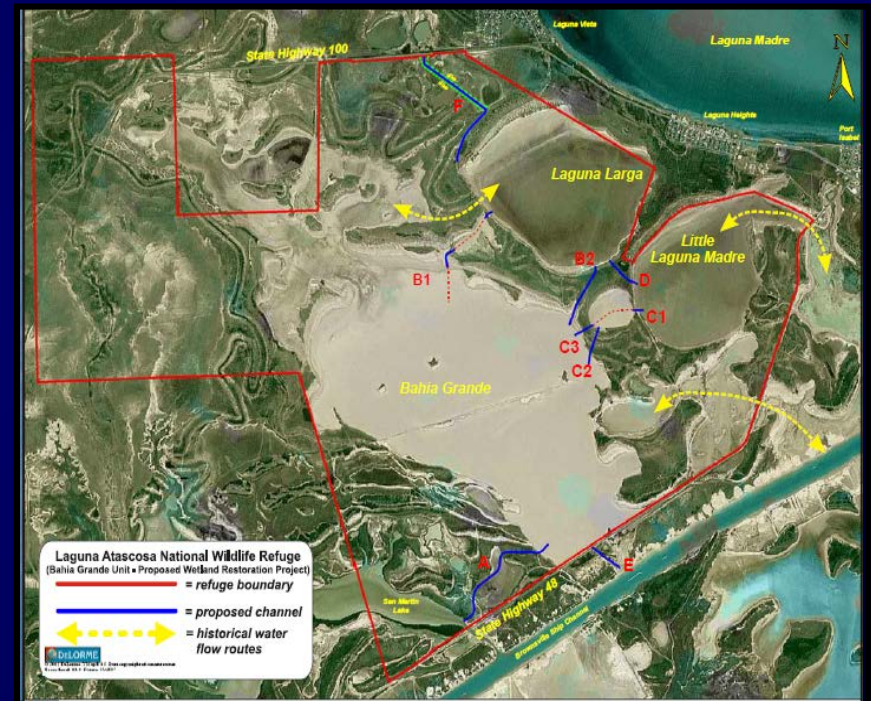 Laguna Vista
Laguna Madre
N
State Highway 100
Laguna Heights
Port
Isabel
F
Laguna Larga
Little
Laguna Madre
B2
D
B1
C1
C3
C2
Bahia Grande
A
E
San Martin
Lake
State Highway 48
Brownsville Ship Channel
Laguna Atascosa National Wildlife Refuge
(Bahia Grande Unit ▪ Proposed Wetland Restoration Project)
= refuge boundary
= proposed channel
= historical water
flow routes
DELORME